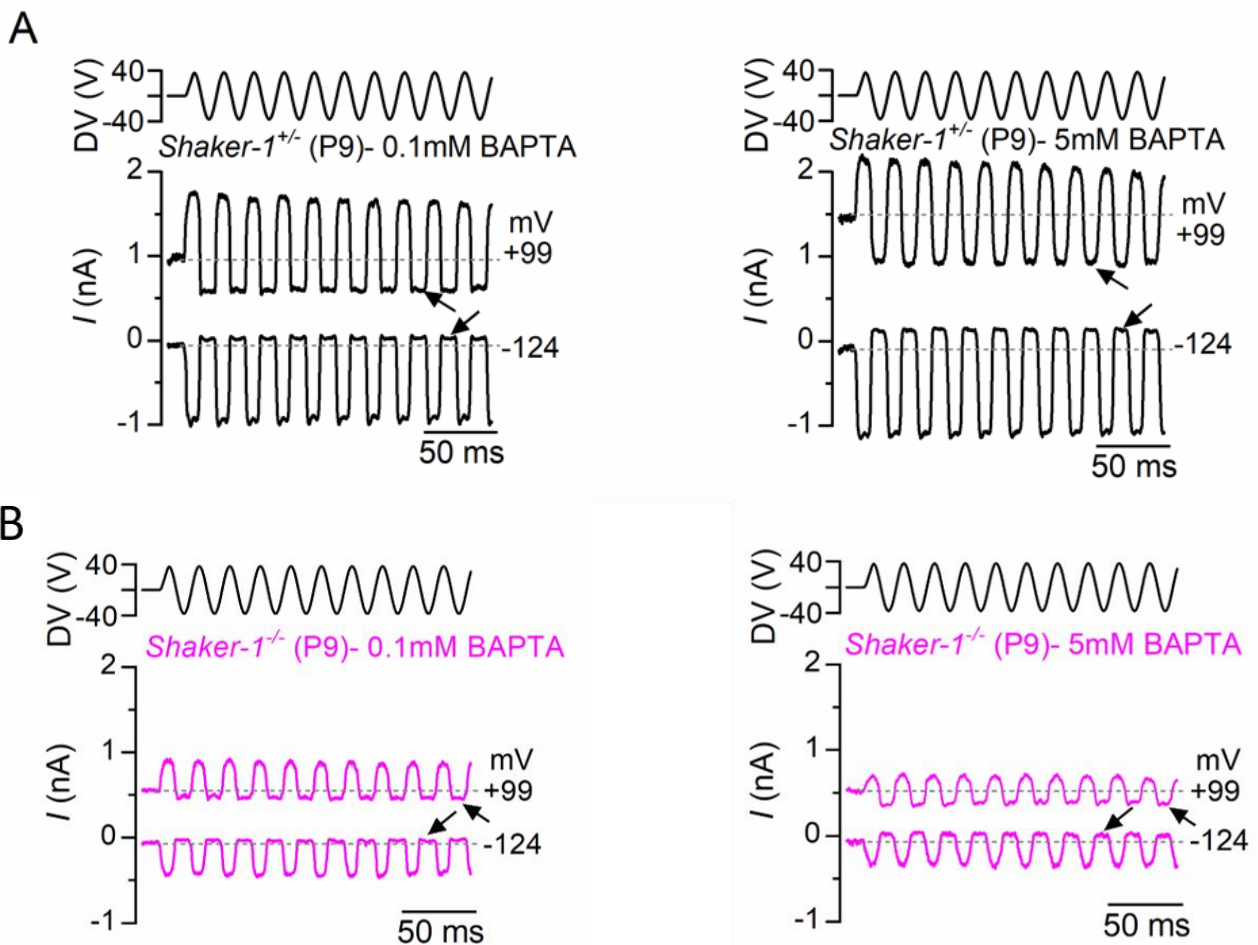 A
DV (V)
40
-40
Shaker-1+/- (P9)- 0.1mM BAPTA
I (nA)
2
1
0
-1
mV
+99
-124
50 ms
DV (V)
40
-40
Shaker-1+/- (P9)- 5mM BAPTA
I (nA)
2
1
0
-1
mV
+99
-124
50 ms
B
DV (V)
40
-40
Shaker-1-/- (P9)- 0.1mM BAPTA
I (nA)
2
1
0
-1
mV
+99
-124
50 ms
DV (V)
40
-40
Shaker-1-/- (P9)- 5mM BAPTA
I (nA)
2
1
0
-1
mV
+99
-124
50 ms